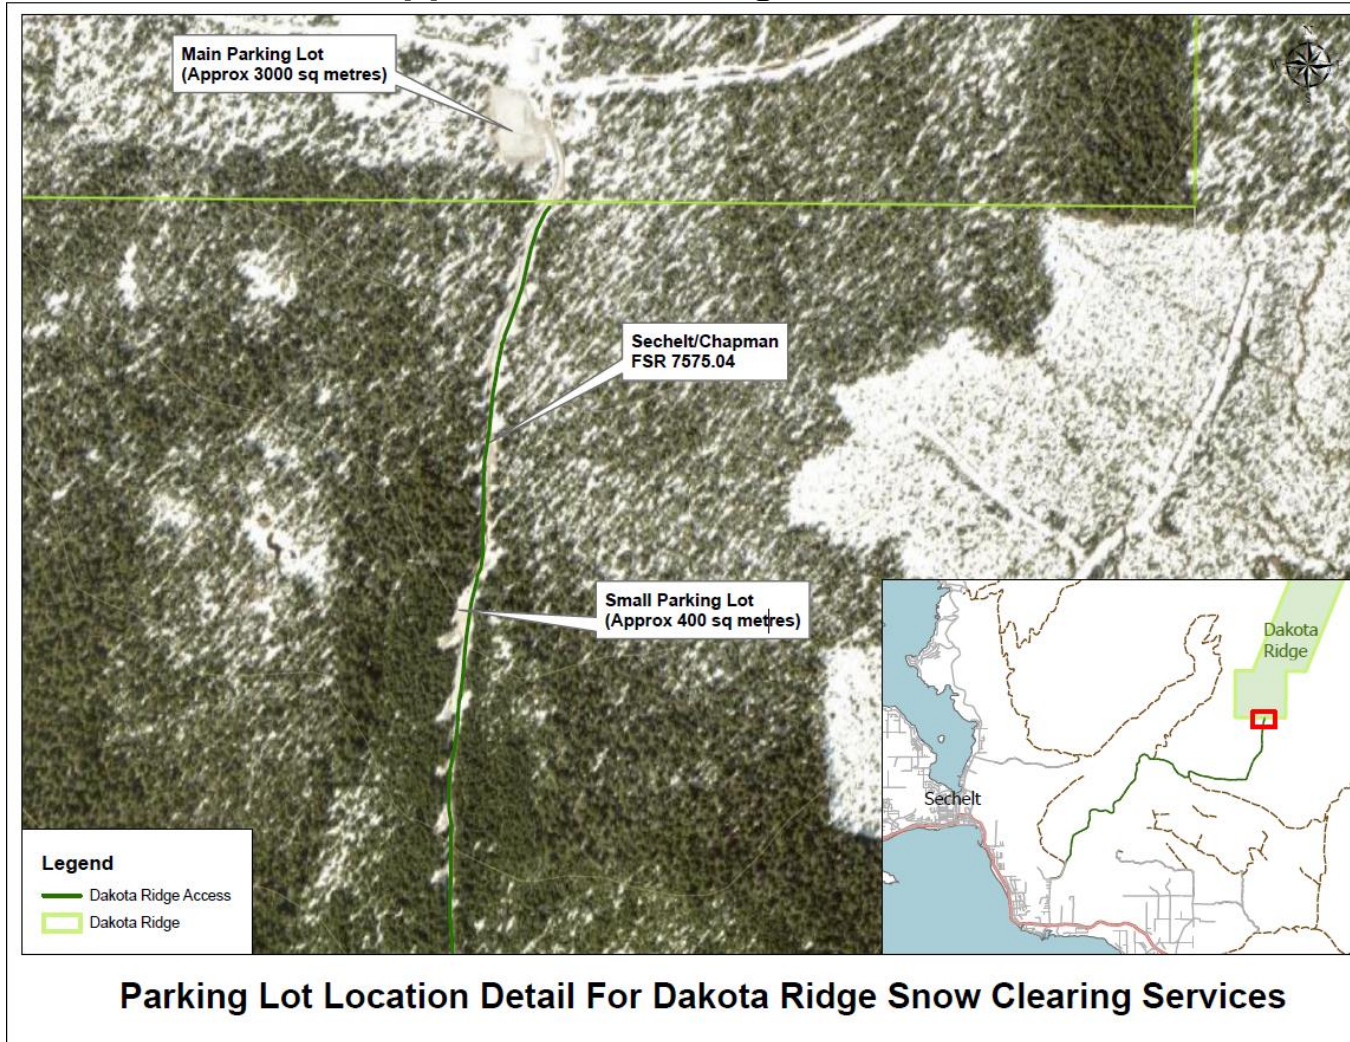 Main Parking Lot
(Approx 3000 sq metres)
N
S
Sechelt/Chapman
FSR 7575.04
Small Parking Lot
(Approx 400 sq metres)
Dakota
Ridge
Sechelt
Legend
Dakota Ridge Access
Dakota Ridge
Parking Lot Location Detail For Dakota Ridge Snow Clearing Services